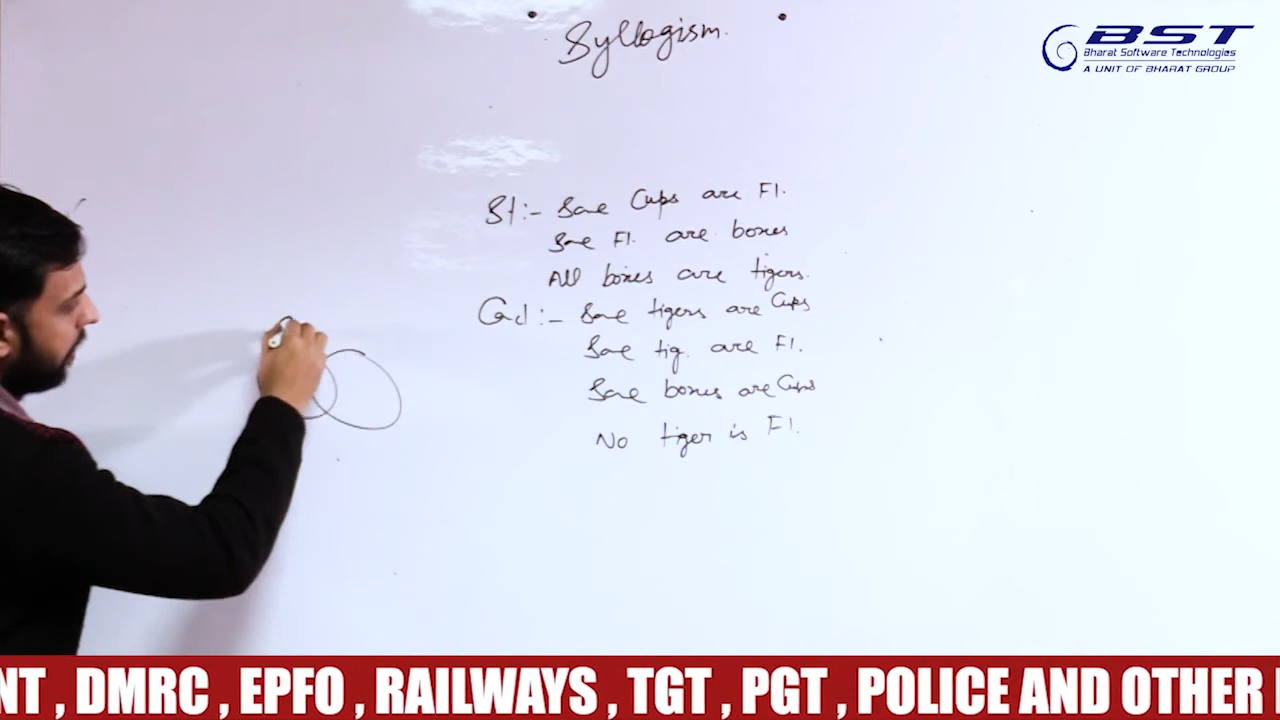 Syllogism.
BST
Bharat Software Technologies
A UNIT OF BHARAT GROUP
St:- Some Cups are Fl.
Some Fl. are boxes
All boxes are tigers.
Col:- Some tigers are Cups
Some tig. are Fl.
Some boxes are Cups
No tiger is Fl.
NT , DMRC , EPFO , RAILWAYS , TGT , PGT , POLICE AND OTHER